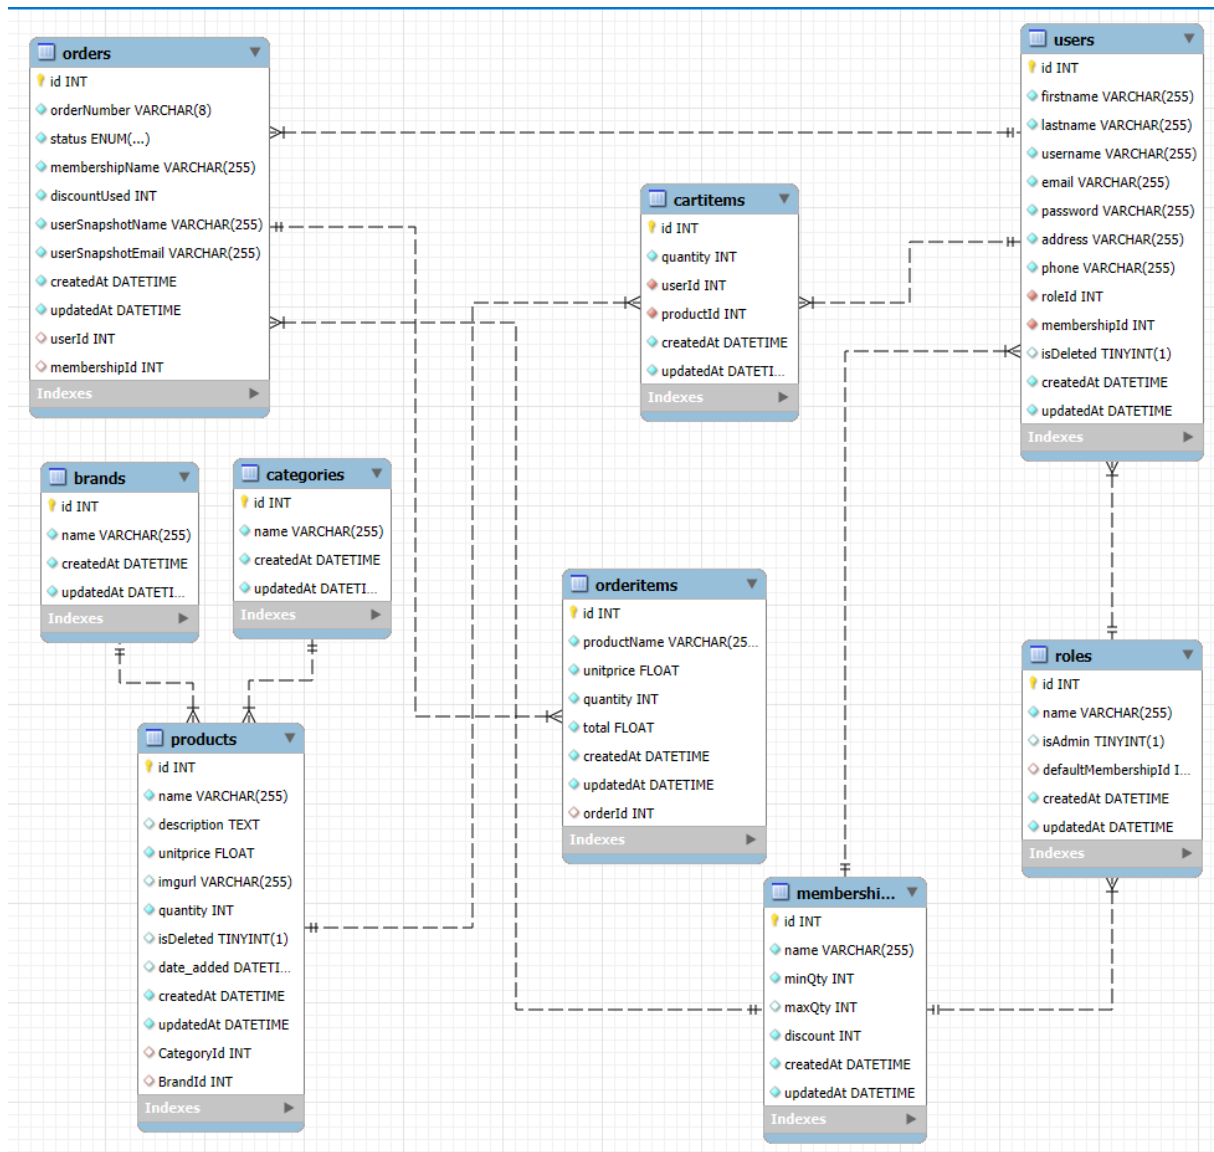 orders
id INT
orderNumber VARCHAR(8)
status ENUM(...)
membershipName VARCHAR(255)
discountUsed INT
userSnapshotName VARCHAR(255)
userSnapshotEmail VARCHAR(255)
createdAt DATETIME
updatedAt DATETIME
userId INT
membershipId INT
Indexes
users
id INT
firstname VARCHAR(255)
lastname VARCHAR(255)
username VARCHAR(255)
email VARCHAR(255)
password VARCHAR(255)
address VARCHAR(255)
phone VARCHAR(255)
roleId INT
membershipId INT
isDeleted TINYINT(1)
createdAt DATETIME
updatedAt DATETIME
Indexes
cartitems
id INT
quantity INT
userId INT
productId INT
createdAt DATETIME
updatedAt DATETI...
Indexes
brands
id INT
name VARCHAR(255)
createdAt DATETIME
updatedAt DATETI...
Indexes
categories
id INT
name VARCHAR(255)
createdAt DATETIME
updatedAt DATETI...
Indexes
orderitems
id INT
productName VARCHAR(25...
unitprice FLOAT
quantity INT
total FLOAT
createdAt DATETIME
updatedAt DATETIME
orderId INT
Indexes
roles
id INT
name VARCHAR(255)
isAdmin TINYINT(1)
defaultMembershipId I...
createdAt DATETIME
updatedAt DATETIME
Indexes
products
id INT
name VARCHAR(255)
description TEXT
unitprice FLOAT
imgurl VARCHAR(255)
quantity INT
isDeleted TINYINT(1)
date_added DATETI...
createdAt DATETIME
updatedAt DATETIME
CategoryId INT
BrandId INT
Indexes
membershi...
id INT
name VARCHAR(255)
minQty INT
maxQty INT
discount INT
createdAt DATETIME
updatedAt DATETIME
Indexes